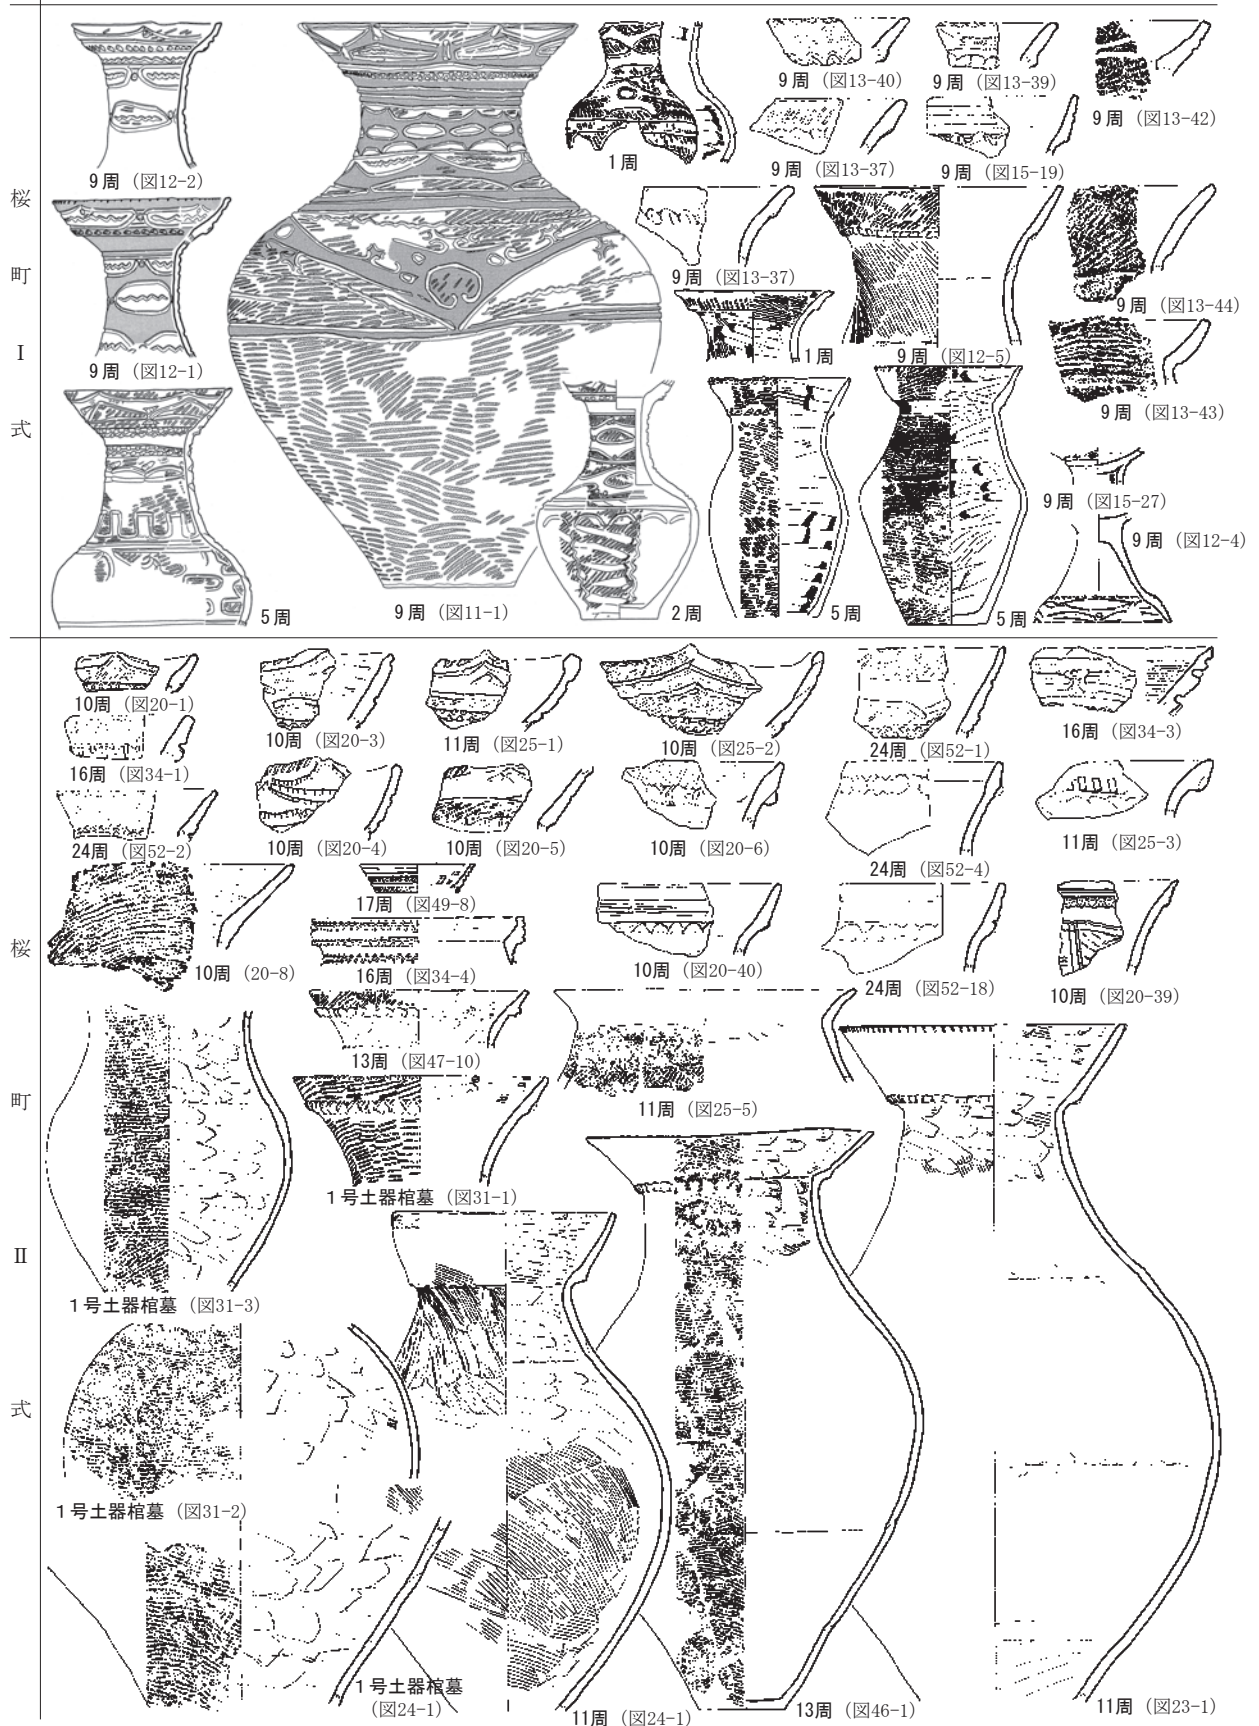 桜町Ⅰ式
9周 (図12-2)
9周 (図12-1)
5周
9周 (図11-1)
1周
9周 (図13-40)
9周 (図13-39)
9周 (図13-42)
9周 (図13-37)
9周 (図15-19)
9周 (図13-37)
1周
9周 (図12-5)
9周 (図13-44)
9周 (図13-43)
9周 (図15-27)
9周 (図12-4)
2周
5周
5周
桜町Ⅱ式
10周 (図20-1)
10周 (図20-3)
11周 (図25-1)
10周 (図25-2)
24周 (図52-1)
16周 (図34-3)
16周 (図34-1)
24周 (図52-2)
10周 (図20-4)
10周 (図20-5)
10周 (図20-6)
24周 (図52-4)
11周 (図25-3)
10周 (20-8)
17周 (図49-8)
16周 (図34-4)
10周 (図20-40)
24周 (図52-18)
10周 (図20-39)
13周 (図47-10)
11周 (図25-5)
1号土器棺墓 (図31-1)
1号土器棺墓 (図31-3)
1号土器棺墓 (図31-2)
1号土器棺墓
(図24-1)
11周 (図24-1)
13周 (図46-1)
11周 (図23-1)